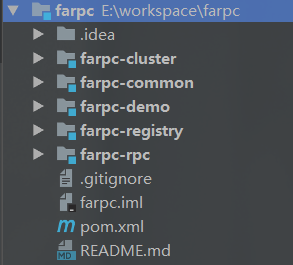 farpc E:\workspace\farpc
.idea
farpc-cluster
farpc-common
farpc-demo
farpc-registry
farpc-rpc
.gitignore
farpc.iml
m pom.xml
MD README.md